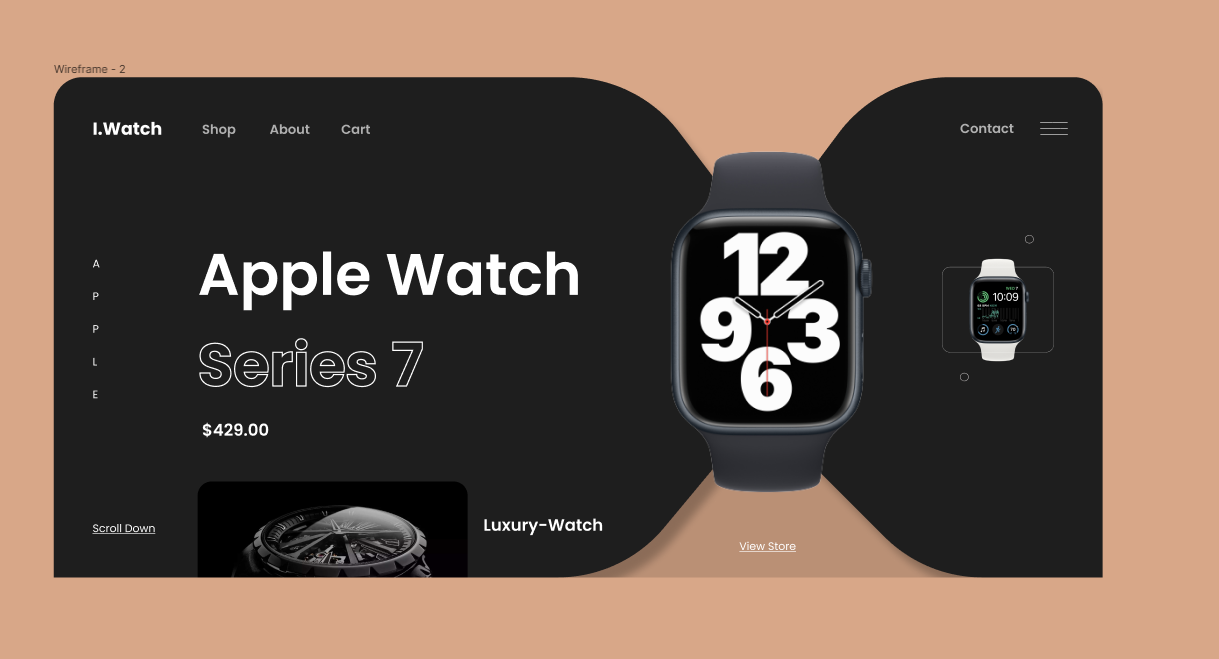 Wireframe - 2
I.Watch
Shop
About
Cart
Contact
A
P
P
L
E
Apple Watch
Series 7
$429.00
12
9
3
6
10:09
Luxury-Watch
Scroll Down
View Store